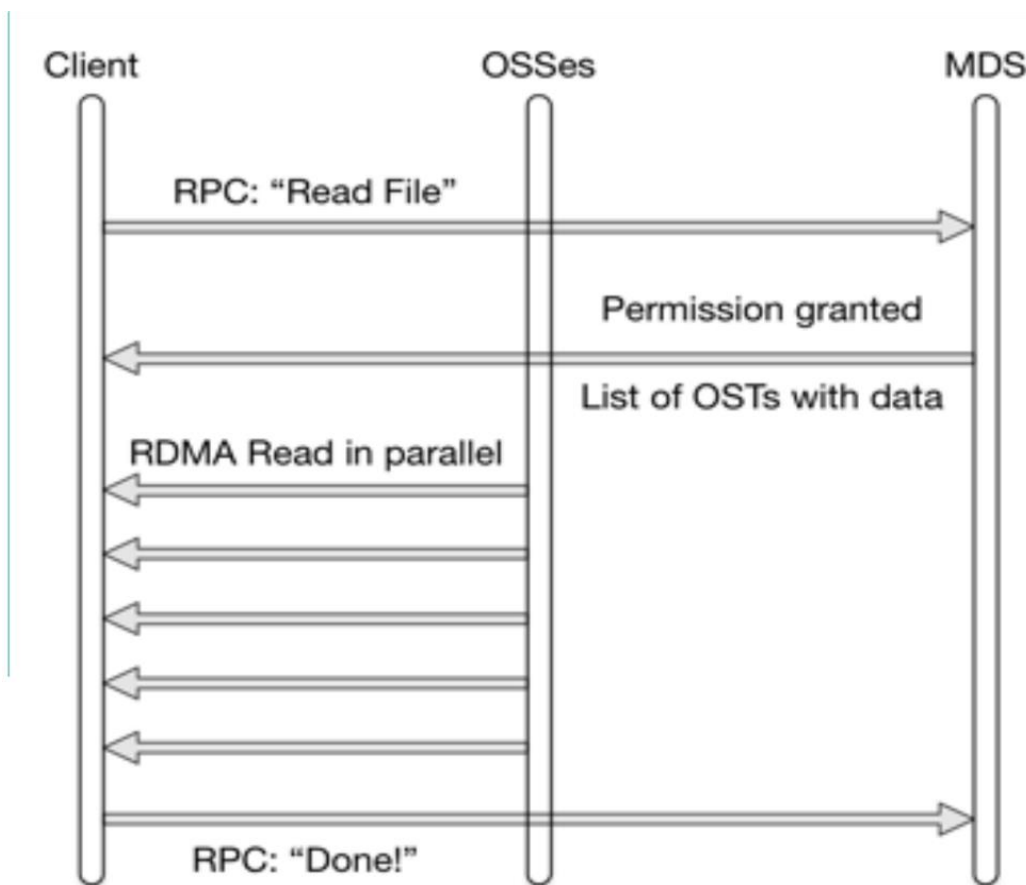 Client
OSSes
MDS
RPC: “Read File”
Permission granted
List of OSTs with data
RDMA Read in parallel
RPC: “Done!”